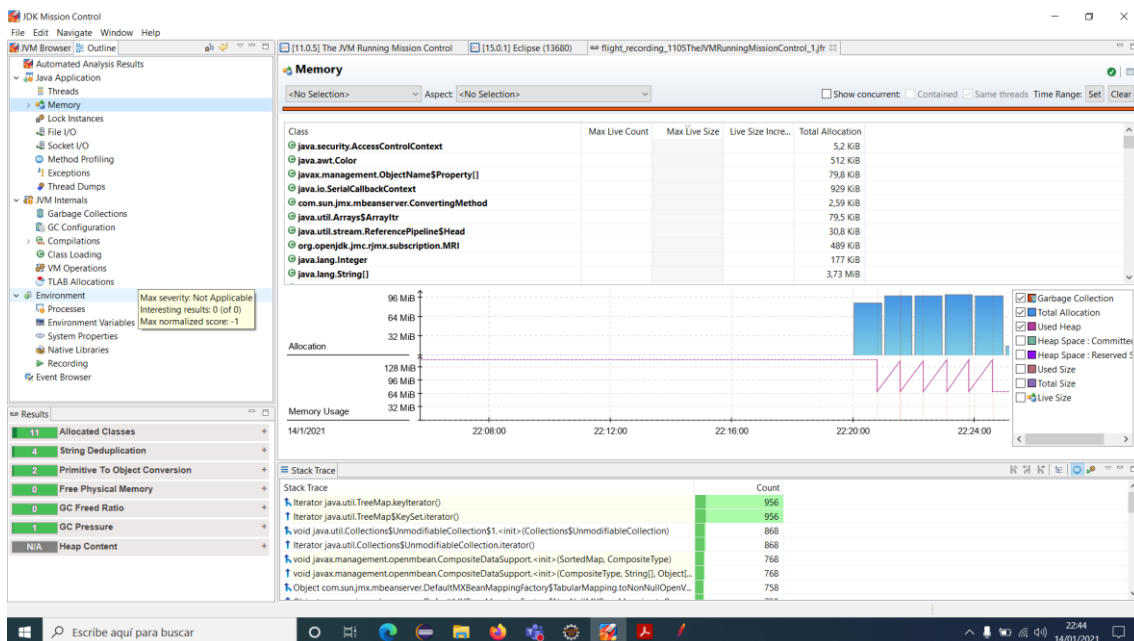 JDK Mission Control
File Edit Navigate Window Help
JVM Browser Outline
Automated Analysis Results
Java Application
Threads
Memory
Lock Instances
File I/O
Socket I/O
Method Profiling
Exceptions
Thread Dumps
JVM Internals
Garbage Collections
GC Configuration
Compilations
Class Loading
VM Operations
TLAB Allocations
Environment
Processes
Environment Variables
System Properties
Native Libraries
Recording
Event Browser
Max severity: Not Applicable
Interesting results: 0 (of 0)
Max normalized score: -1
Results
11 Allocated Classes
4 String Deduplication
2 Primitive To Object Conversion
0 Free Physical Memory
0 GC Freed Ratio
1 GC Pressure
N/A Heap Content
[11.0.5] The JVM Running Mission Control [15.0.1] Eclipse (13680) flight_recording_1105TheJVMRunningMissionControl_1.jfr
Memory
<No Selection> Aspect: <No Selection> Show concurrent: Contained Same threads Time Range: Set Clear
Class Max Live Count Max Live Size Live Size Incre... Total Allocation
java.security.AccessControlContext 5,2 KiB
java.awt.Color 512 KiB
javax.management.ObjectName$Property[] 79,8 KiB
java.io.SerialCallbackContext 929 KiB
com.sun.jmx.mbeanserver.ConvertingMethod 2,59 KiB
java.util.Arrays$ArrayItr 79,5 KiB
java.util.stream.ReferencePipeline$Head 30,8 KiB
org.openjdk.jmc.rjmx.subscription.MRI 489 KiB
java.lang.Integer 177 KiB
java.lang.String[] 3,73 MiB
96 MiB
64 MiB
32 MiB
Allocation
128 MiB
96 MiB
64 MiB
32 MiB
Memory Usage
14/1/2021 22:08:00 22:12:00 22:16:00 22:20:00 22:24:00
Garbage Collection
Total Allocation
Used Heap
Heap Space : Committe
Heap Space : Reserved S
Used Size
Total Size
Live Size
Stack Trace
Stack Trace Count
Iterator java.util.TreeMap.keyIterator() 956
Iterator java.util.TreeMap$KeySet.iterator() 956
void java.util.Collections$UnmodifiableCollection$1.<init>(Collections$UnmodifiableCollection) 868
Iterator java.util.Collections$UnmodifiableCollection.iterator() 868
void javax.management.openmbean.CompositeDataSupport.<init>(SortedMap, CompositeType) 768
void javax.management.openmbean.CompositeDataSupport.<init>(CompositeType, String[], Object[... 768
Object com.sun.jmx.mbeanserver.DefaultMXBeanMappingFactory$TabularMapping.toNonNullOpenV... 758
Escribe aquí para buscar
22:44
14/01/2021